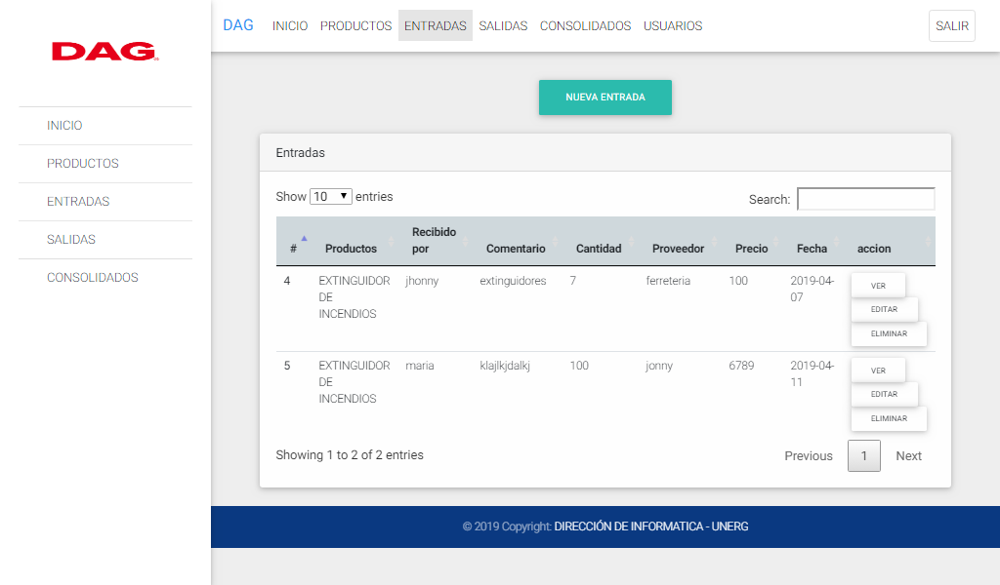 DAG
INICIO
PRODUCTOS
ENTRADAS
SALIDAS
CONSOLIDADOS
DAG INICIO PRODUCTOS ENTRADAS SALIDAS CONSOLIDADOS USUARIOS SALIR
NUEVA ENTRADA
Entradas
Show 10 entries Search:
# Productos Recibido por Comentario Cantidad Proveedor Precio Fecha accion
4 EXTINGUIDOR jhonny extinguidores 7 ferreteria 100 2019-04- VER
DE 07
EDITAR
INCENDIOS
ELIMINAR
5 EXTINGUIDOR maria klajlkjdalkj 100 jonny 6789 2019-04- VER
DE 11
EDITAR
INCENDIOS
ELIMINAR
Showing 1 to 2 of 2 entries Previous 1 Next
© 2019 Copyright: DIRECCIÓN DE INFORMATICA - UNERG